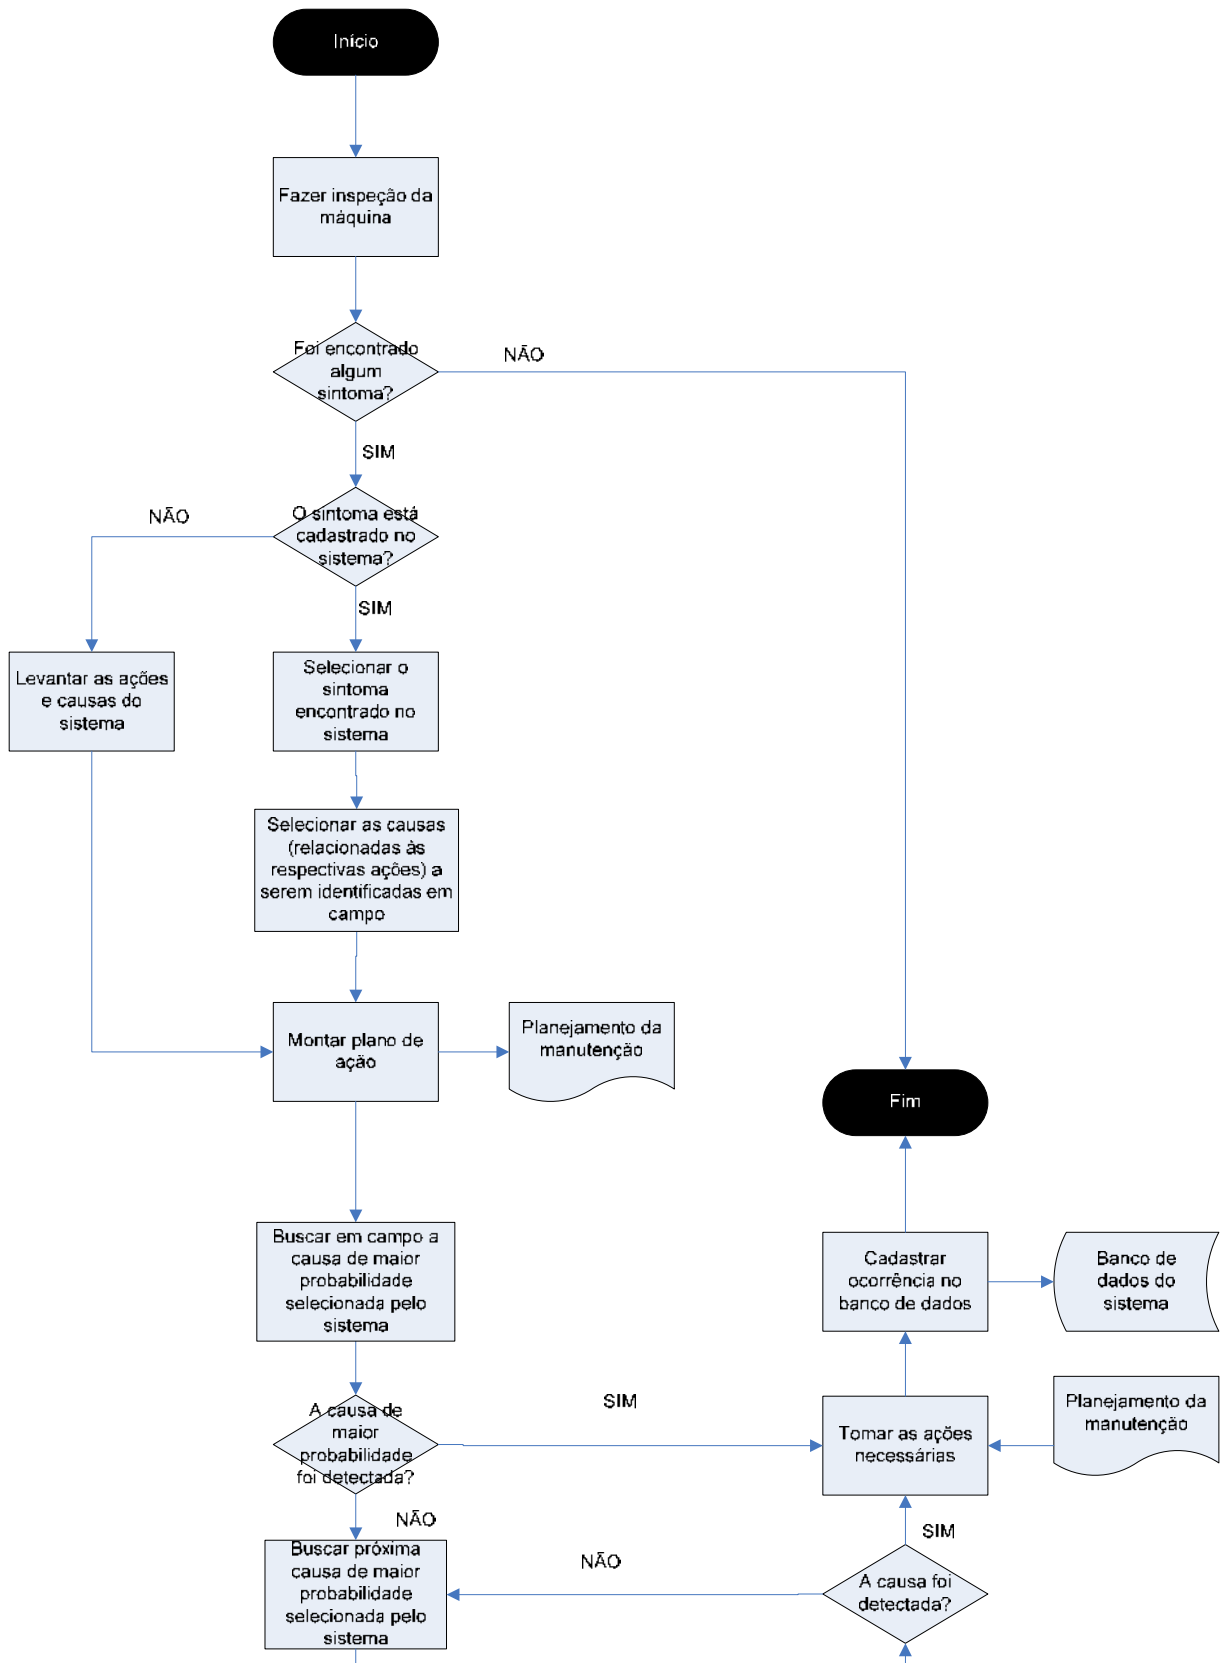 Início
Fazer inspeção da
máquina
Foi encontrado
algum
sintoma?
NÃO
SIM
O sintoma está
cadastrado no
sistema?
NÃO
SIM
Levantar as ações
e causas do
sistema
Selecionar o
sintoma
encontrado no
sistema
Selecionar as causas
(relacionadas às
respectivas ações) a
serem identificadas em
campo
Montar plano de
ação
Planejamento da
manutenção
Fim
Buscar em campo a
causa de maior
probabilidade
selecionada pelo
sistema
Cadastrar
ocorrência no
banco de dados
Banco de
dados do
sistema
A causa de
maior
probabilidade
foi detectada?
SIM
Tomar as ações
necessárias
Planejamento da
manutenção
NÃO
SIM
Buscar próxima
causa de maior
probabilidade
selecionada pelo
sistema
NÃO
A causa foi
detectada?